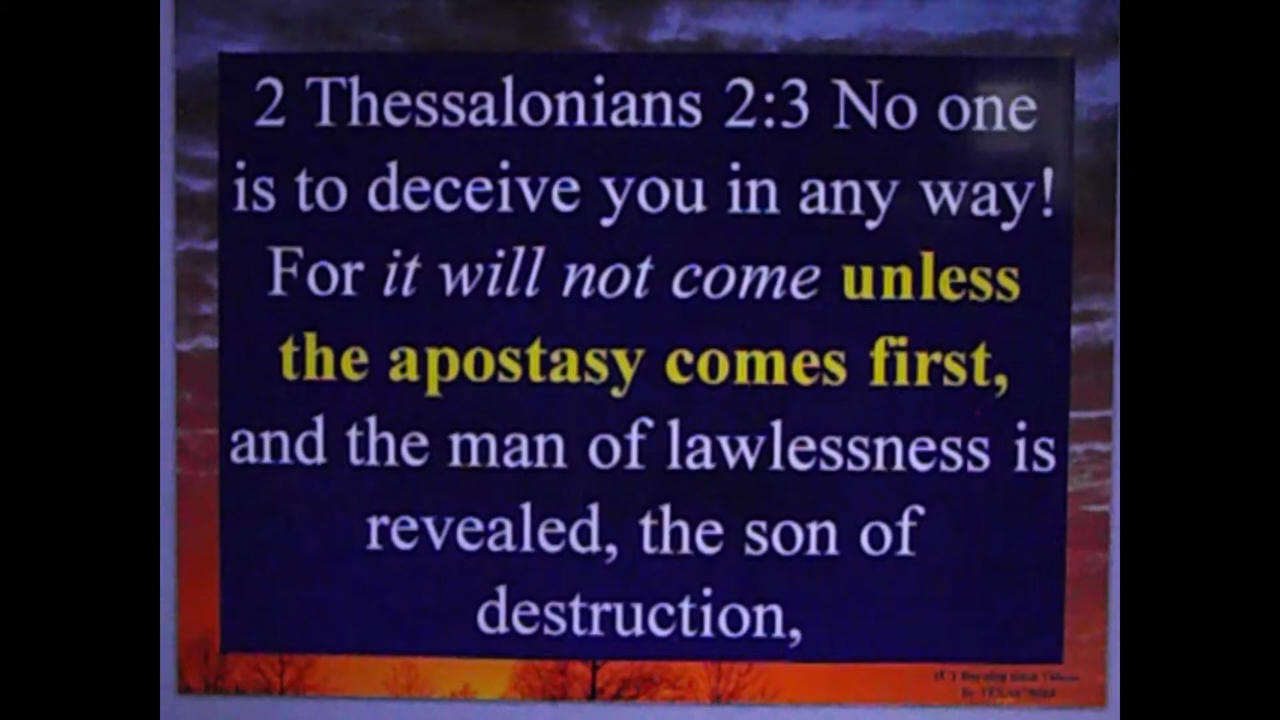 2 Thessalonians 2:3 No one
is to deceive you in any way!
For it will not come unless
the apostasy comes first,
and the man of lawlessness is
revealed, the son of
destruction,